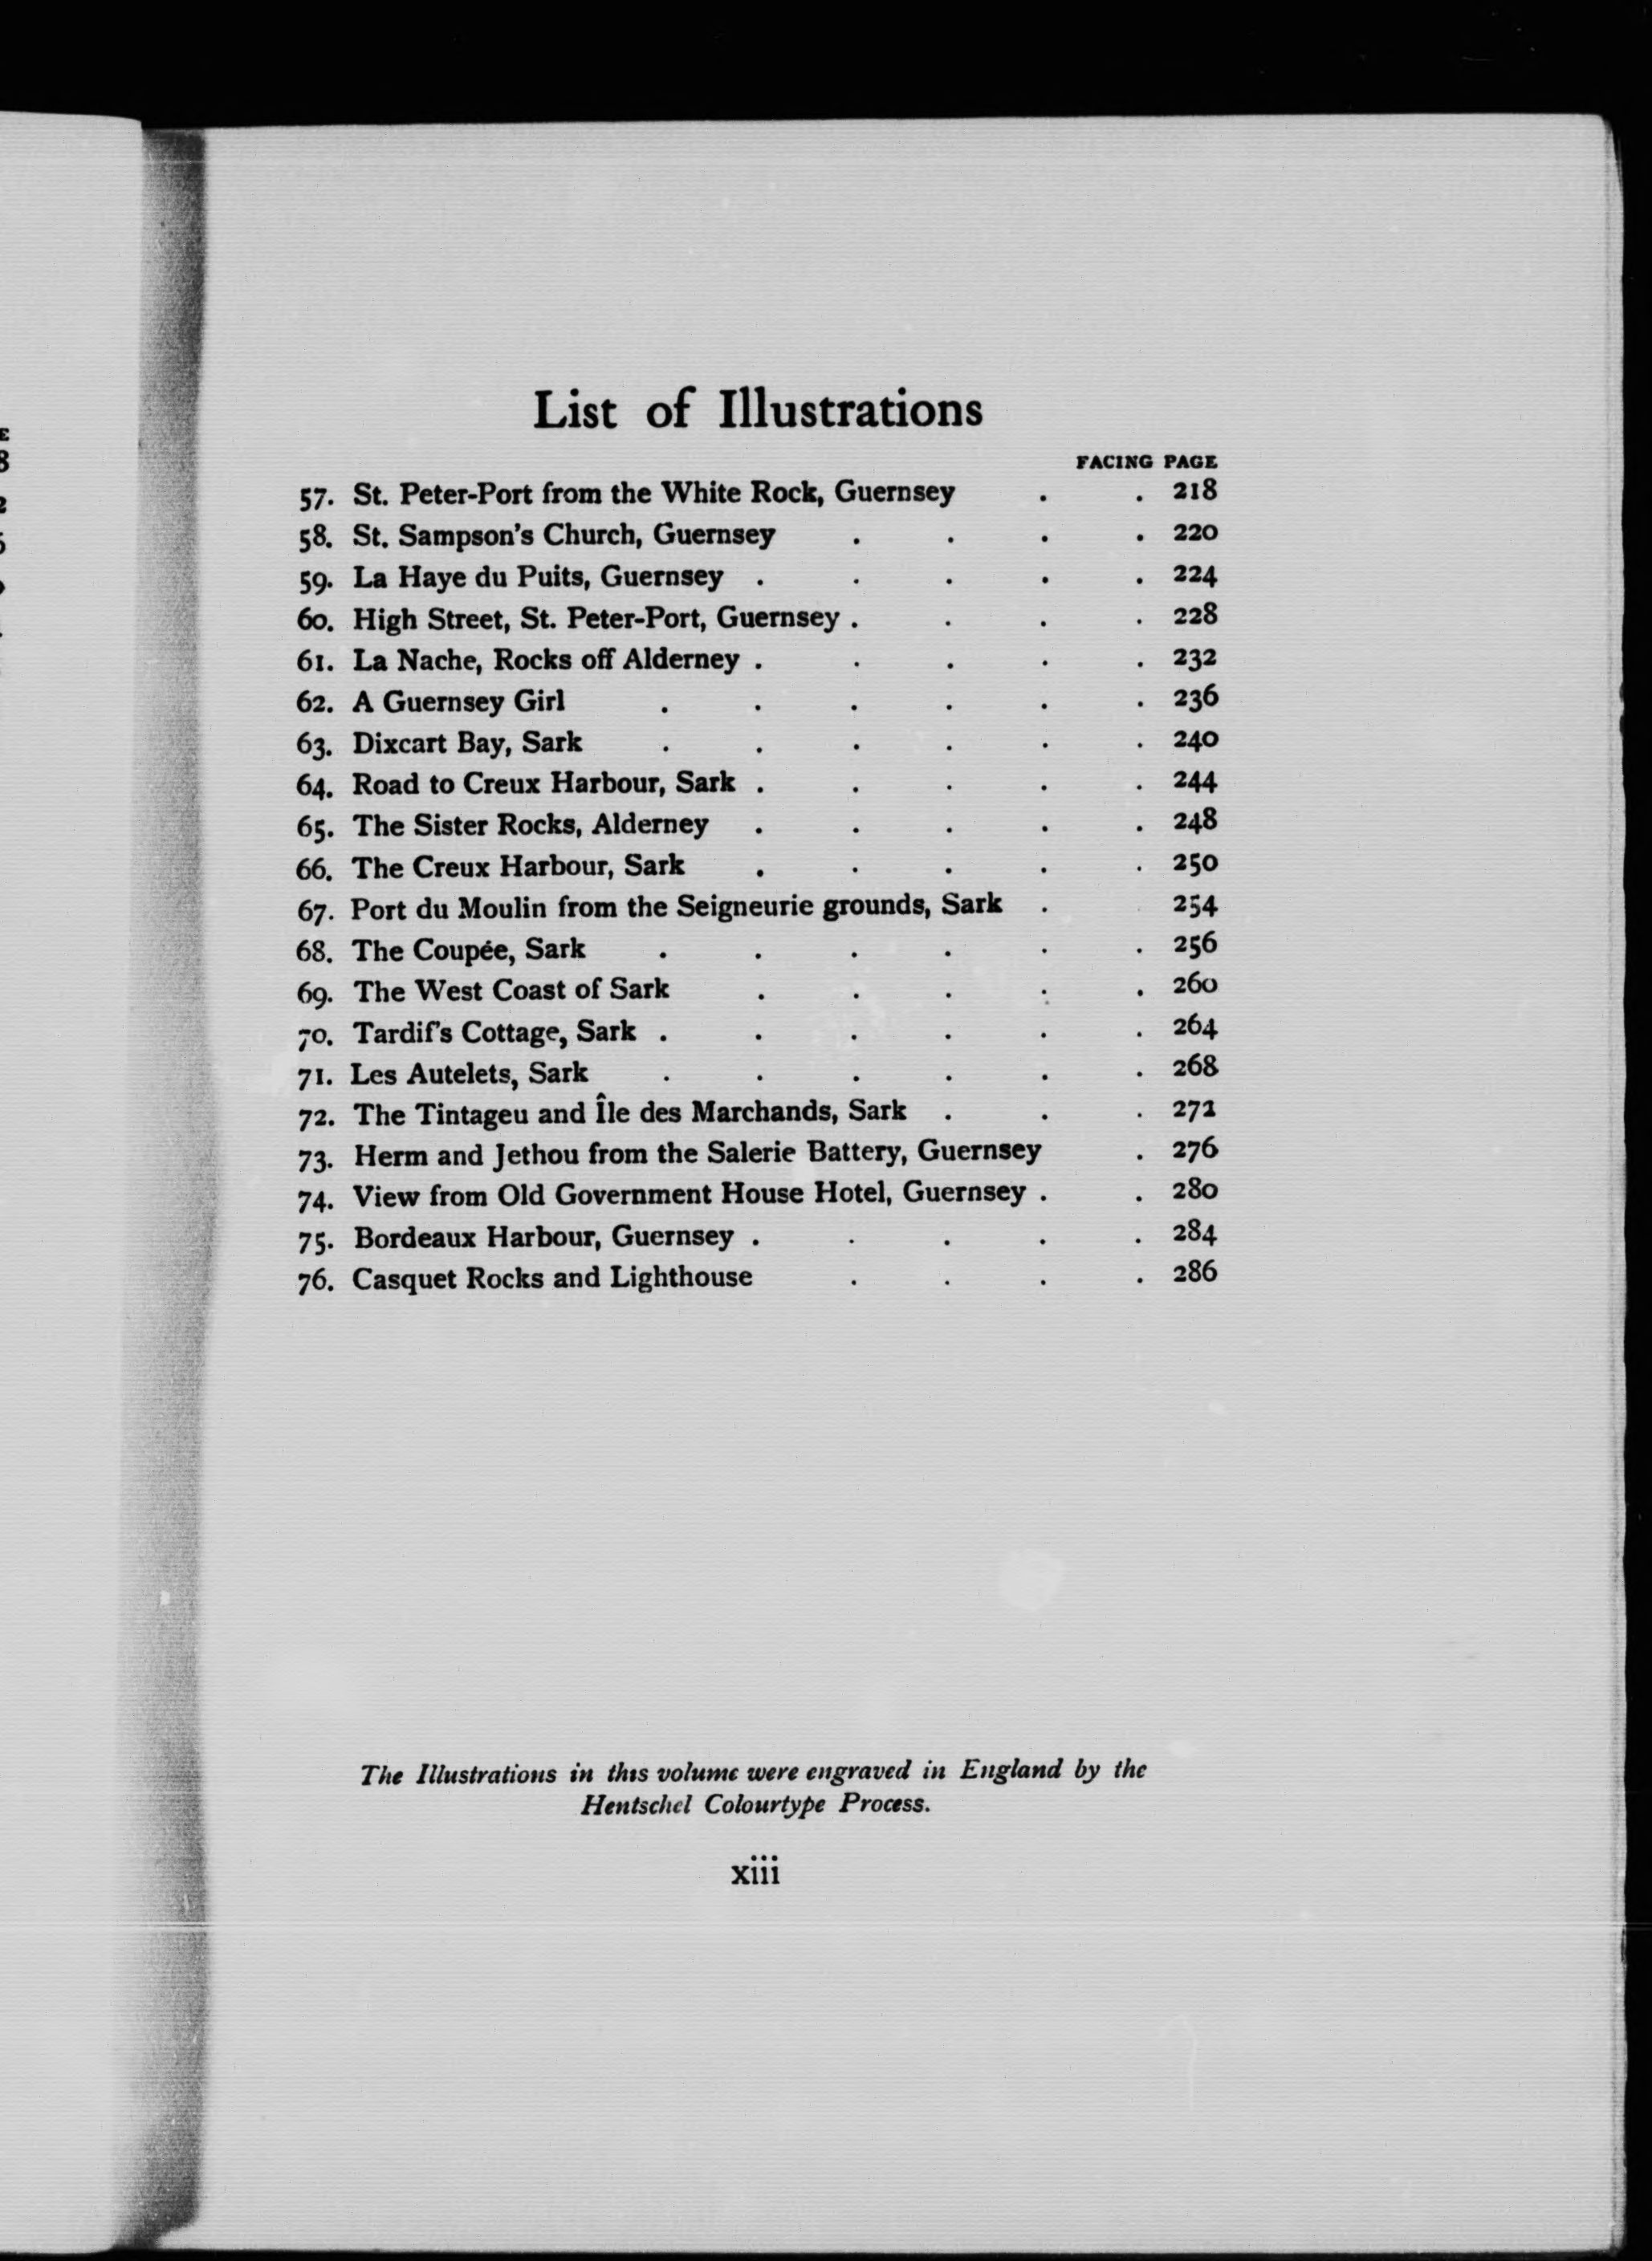 List of Illustrations
FACING PAGE
57. St. Peter-Port from the White Rock, Guernsey . . 218
58. St. Sampson's Church, Guernsey . . . . 220
59. La Haye du Puits, Guernsey . . . . . 224
60. High Street, St. Peter-Port, Guernsey . . . . 228
61. La Nache, Rocks off Alderney . . . . . 232
62. A Guernsey Girl . . . . . . 236
63. Dixcart Bay, Sark . . . . . . 240
64. Road to Creux Harbour, Sark . . . . . 244
65. The Sister Rocks, Alderney . . . . . 248
66. The Creux Harbour, Sark . . . . . 250
67. Port du Moulin from the Seigneurie grounds, Sark . 254
68. The Coupée, Sark . . . . . . 256
69. The West Coast of Sark . . . . . 260
70. Tardif's Cottage, Sark . . . . . . 264
71. Les Autelets, Sark . . . . . . 268
72. The Tintageu and Île des Marchands, Sark . . . 272
73. Herm and Jethou from the Salerie Battery, Guernsey . 276
74. View from Old Government House Hotel, Guernsey . . 280
75. Bordeaux Harbour, Guernsey . . . . . 284
76. Casquet Rocks and Lighthouse . . . . 286
The Illustrations in this volume were engraved in England by the
Hentschel Colourtype Process.
xiii